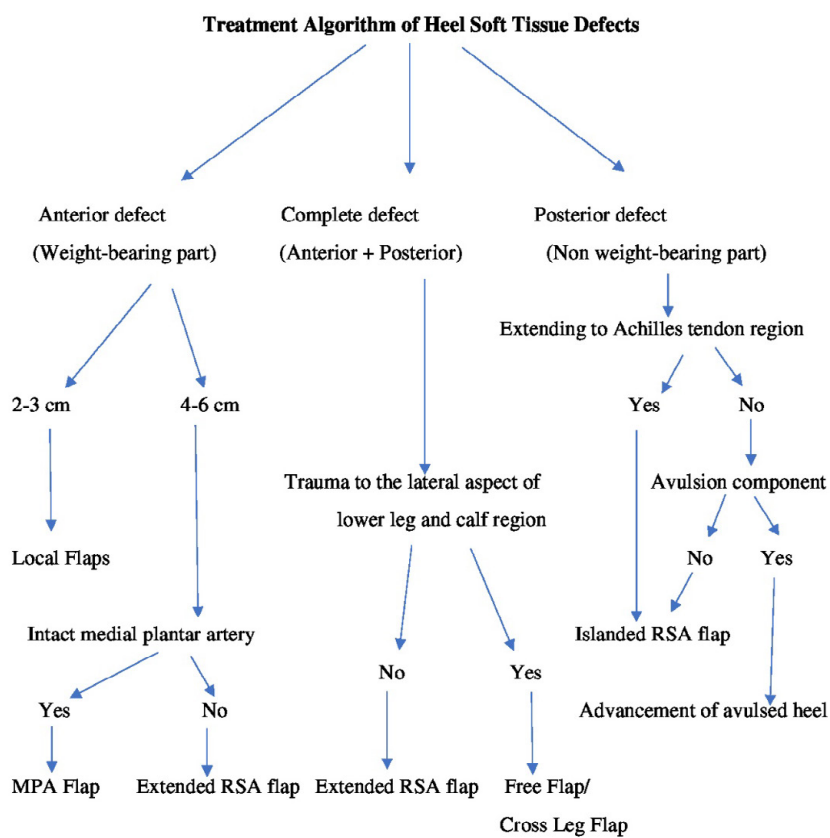 Treatment Algorithm of Heel Soft Tissue Defects
Anterior defect
(Weight-bearing part)
Complete defect
(Anterior + Posterior)
Posterior defect
(Non weight-bearing part)
Extending to Achilles tendon region
2-3 cm
4-6 cm
Yes
No
Trauma to the lateral aspect of
lower leg and calf region
Avulsion component
Local Flaps
No
Yes
Intact medial plantar artery
Islanded RSA flap
Yes
No
No
Yes
Advancement of avulsed heel
MPA Flap
Extended RSA flap
Extended RSA flap
Free Flap/
Cross Leg Flap